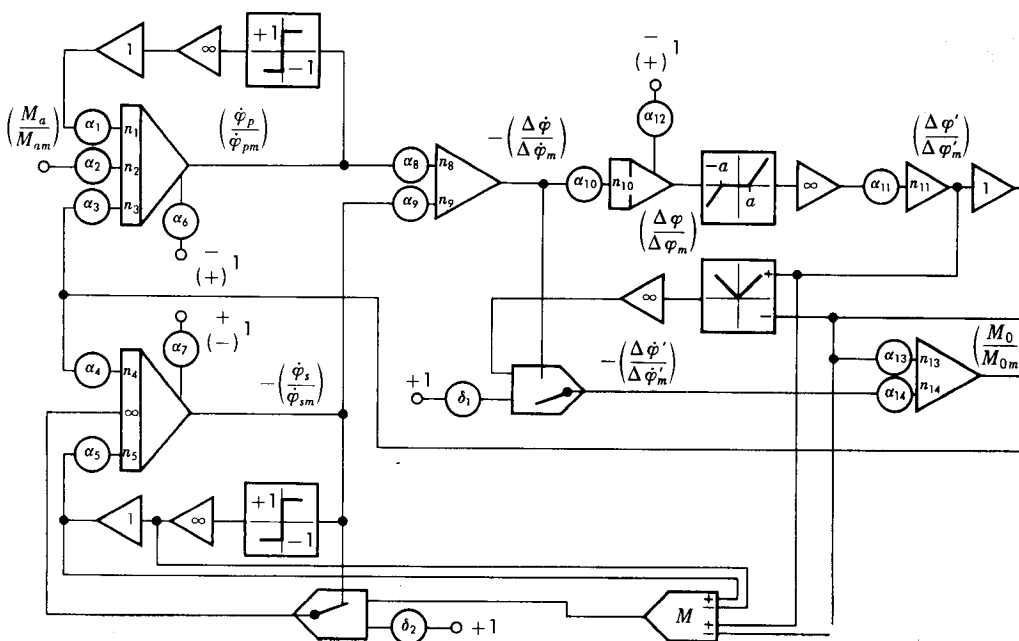 1 ∞ +1 −1
− (+) 1
(M_a / M_am) α₁ n₁ (φ̇_p / φ̇_pm) −(Δφ̇ / Δφ̇_m) α₁₂ (Δφ′ / Δφ′_m)
α₂ n₂ α₈ n₈ α₁₀ n₁₀ −a a ∞ α₁₁ n₁₁ 1
α₃ n₃ α₉ n₉
α₆ (Δφ / Δφ_m)
− (+) 1
∞ + −
+ (−) 1
α₇
α₄ n₄ −(φ̇_s / φ̇_sm) −(Δφ̇′ / Δφ̇′_m) α₁₃ n₁₃ (M₀ / M₀m)
∞ +1 δ₁ α₁₄ n₁₄
α₅ n₅
1 ∞ +1 −1
M + − + −
δ₂ +1